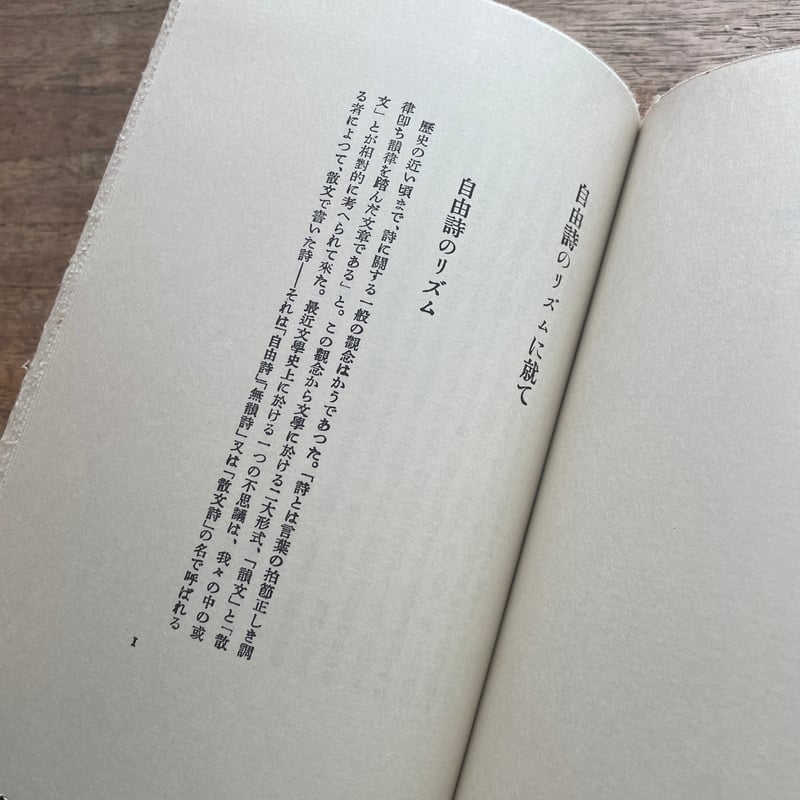 自由詩のリズムに就て
自由詩のリズム
歷史の近い頃まで、詩に關する一般の觀念はかうであつた。「詩とは言葉の拍節正しき調
律卽ち韻律を踏んだ文章である」と。この觀念から文學に於ける二大形式、「韻文」と「散
文」とが相對的に考へられて來た。最近文學史上に於ける一つの不思議は、我々の中の或
る者によつて、散文で書いた詩――それは「自由詩」「無韻詩」又は「散文詩」の名で呼ばれる
1